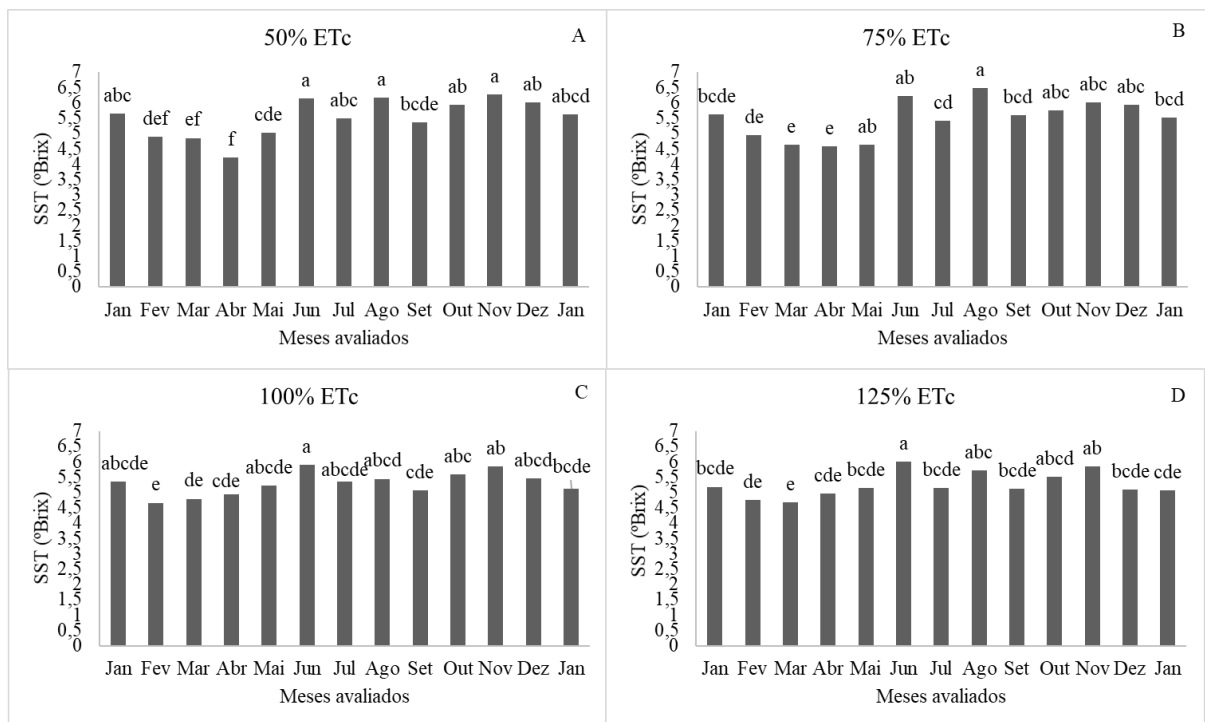 50% ETc
A
7
6,5
6
5,5
5
4,5
4
3,5
3
2,5
2
1,5
1
0,5
0
SST (ºBrix)
abc def ef f cde a abc a bcde ab a ab abcd
Jan Fev Mar Abr Mai Jun Jul Ago Set Out Nov Dez Jan
Meses avaliados
75% ETc
B
7
6,5
6
5,5
5
4,5
4
3,5
3
2,5
2
1,5
1
0,5
0
SST (ºBrix)
bcde de e e ab ab cd a bcd abc abc abc bcd
Jan Fev Mar Abr Mai Jun Jul Ago Set Out Nov Dez Jan
Meses avaliados
100% ETc
C
7
6,5
6
5,5
5
4,5
4
3,5
3
2,5
2
1,5
1
0,5
0
SST (ºBrix)
abcde e de cde abcde a abcde abcd cde abc ab abcd bcde
Jan Fev Mar Abr Mai Jun Jul Ago Set Out Nov Dez Jan
Meses avaliados
125% ETc
D
7
6,5
6
5,5
5
4,5
4
3,5
3
2,5
2
1,5
1
0,5
0
SST (ºBrix)
bcde de e cde bcde a bcde abc bcde abcd ab bcde cde
Jan Fev Mar Abr Mai Jun Jul Ago Set Out Nov Dez Jan
Meses avaliados